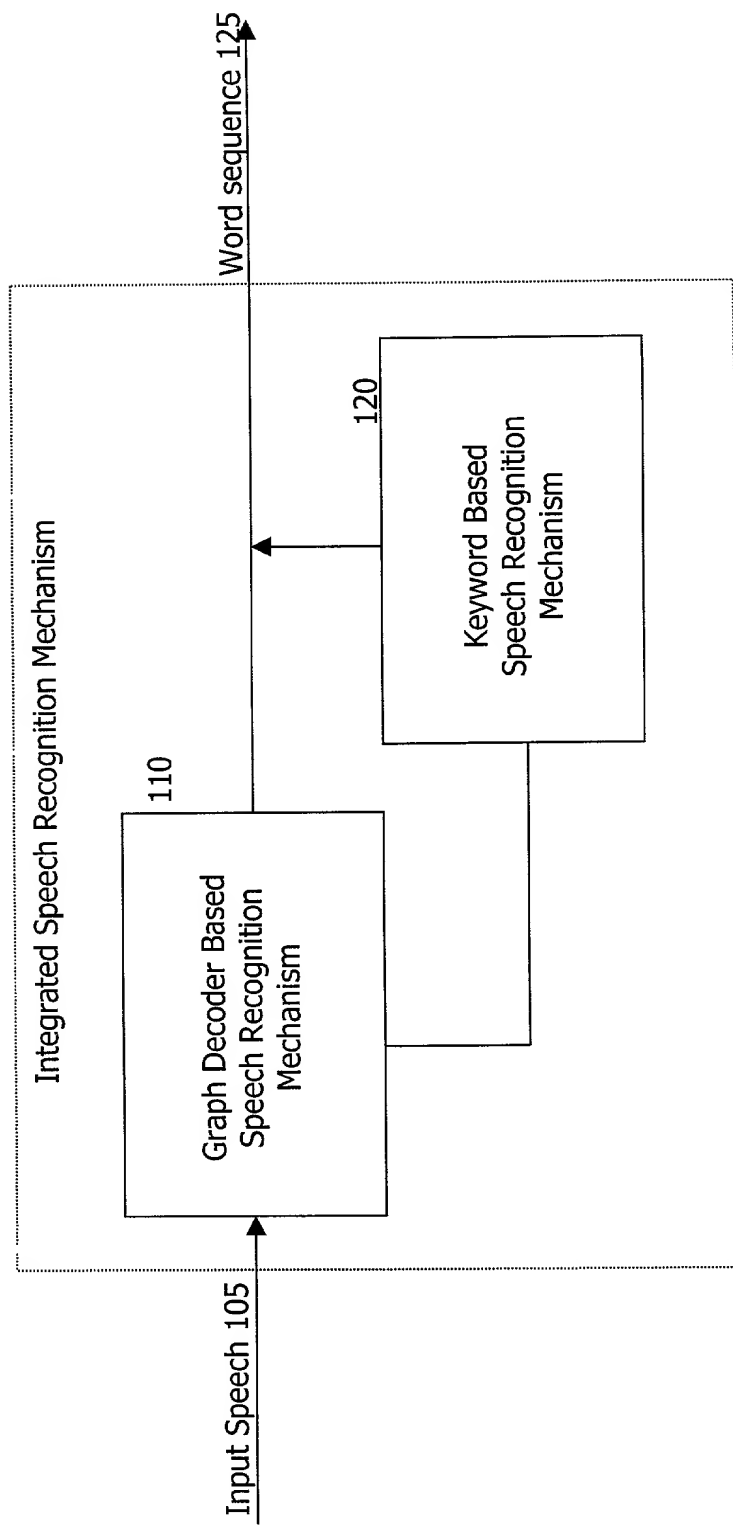 Integrated Speech Recognition Mechanism
Input Speech 105
110
Graph Decoder Based
Speech Recognition
Mechanism
120
Keyword Based
Speech Recognition
Mechanism
Word sequence 125